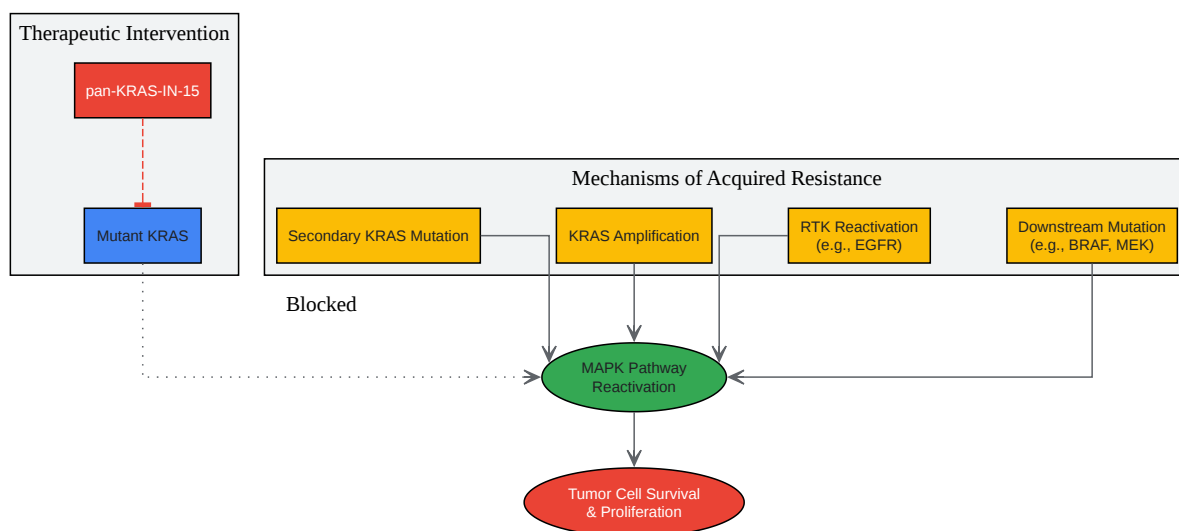 Therapeutic Intervention
pan-KRAS-IN-15
Mutant KRAS
Mechanisms of Acquired Resistance
Secondary KRAS Mutation
KRAS Amplification
RTK Reactivation
(e.g., EGFR)
Downstream Mutation
(e.g., BRAF, MEK)
Blocked
MAPK Pathway
Reactivation
Tumor Cell Survival
& Proliferation